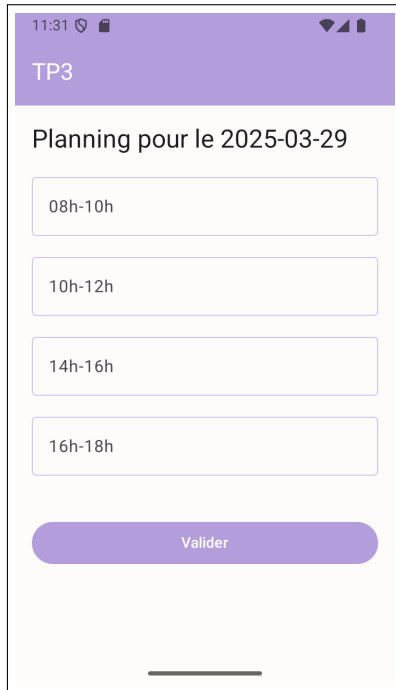 11:31
TP3
Planning pour le 2025-03-29
08h-10h
10h-12h
14h-16h
16h-18h
Valider